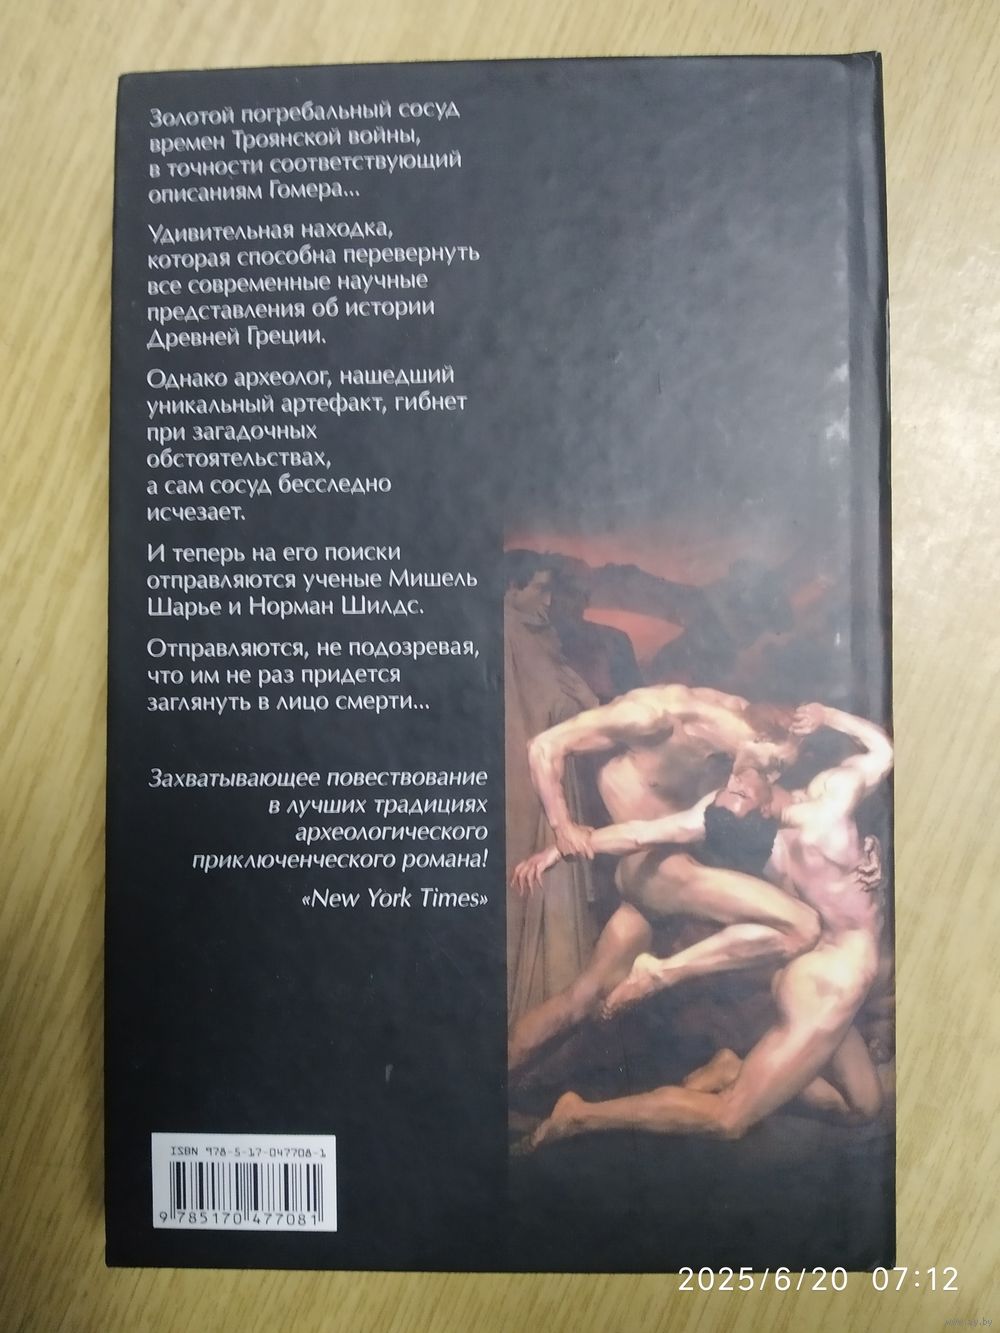 Золотой погребальный сосуд
времен Троянской войны,
в точности соответствующий
описаниям Гомера...
Удивительная находка,
которая способна перевернуть
все современные научные
представления об истории
Древней Греции.
Однако археолог, нашедший
уникальный артефакт, гибнет
при загадочных
обстоятельствах,
а сам сосуд бесследно
исчезает.
И теперь на его поиски
отправляются ученые Мишель
Шарье и Норман Шилдс.
Отправляются, не подозревая,
что им не раз придется
заглянуть в лицо смерти...
Захватывающее повествование
в лучших традициях
археологического
приключенческого романа!
«New York Times»
ISBN 978-5-17-047708-1
9 785170 477081
2025/6/20 07:12
www.ay.by